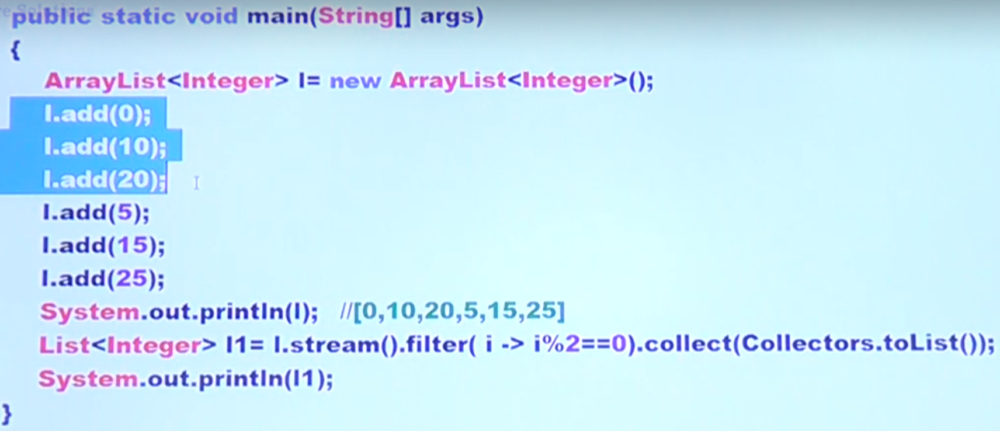 public static void main(String[] args)
{
ArrayList<Integer> l= new ArrayList<Integer>();
l.add(0);
l.add(10);
l.add(20);
l.add(5);
l.add(15);
l.add(25);
System.out.println(l); //[0,10,20,5,15,25]
List<Integer> l1= l.stream().filter( i -> i%2==0).collect(Collectors.toList());
System.out.println(l1);
}